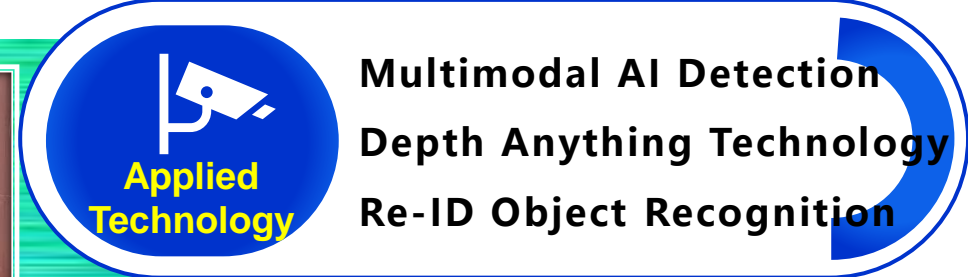 Applied
Technology
Multimodal AI Detection
Depth Anything Technology
Re-ID Object Recognition